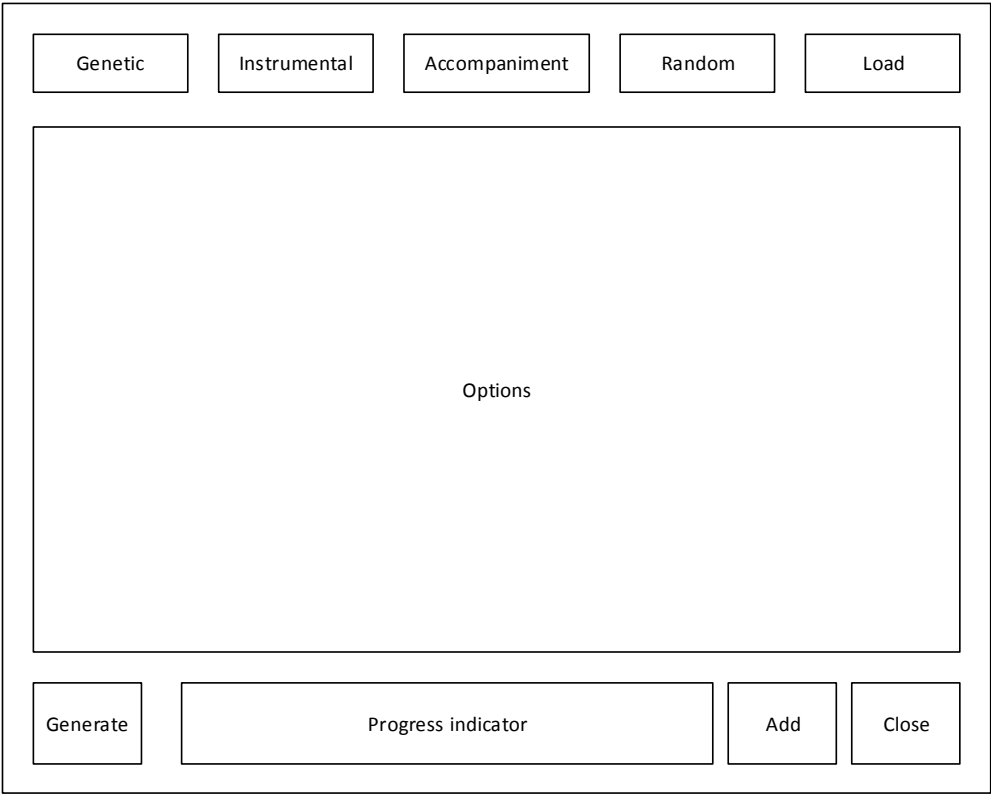 Genetic
Instrumental
Accompaniment
Random
Load
Options
Generate
Progress indicator
Add
Close